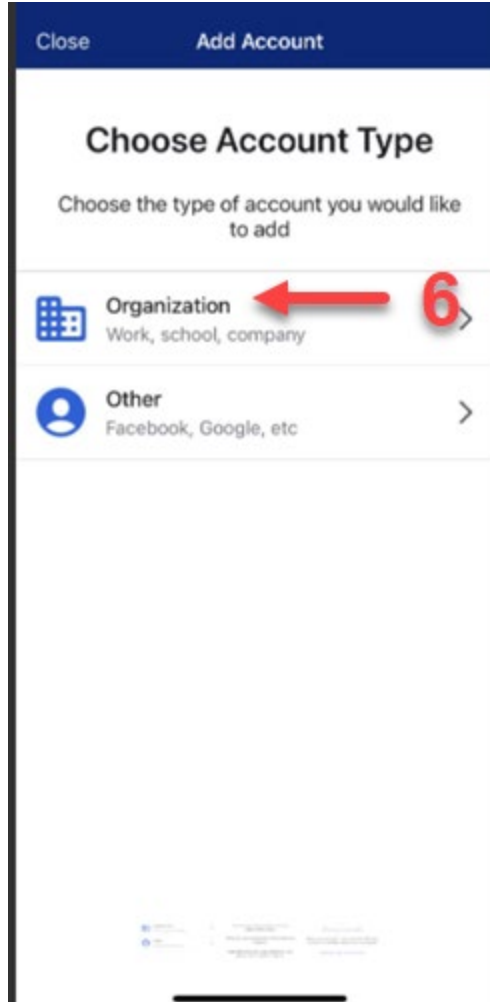 Close Add Account
Choose Account Type
Choose the type of account you would like
to add
Organization 6
Work, school, company
Other
Facebook, Google, etc